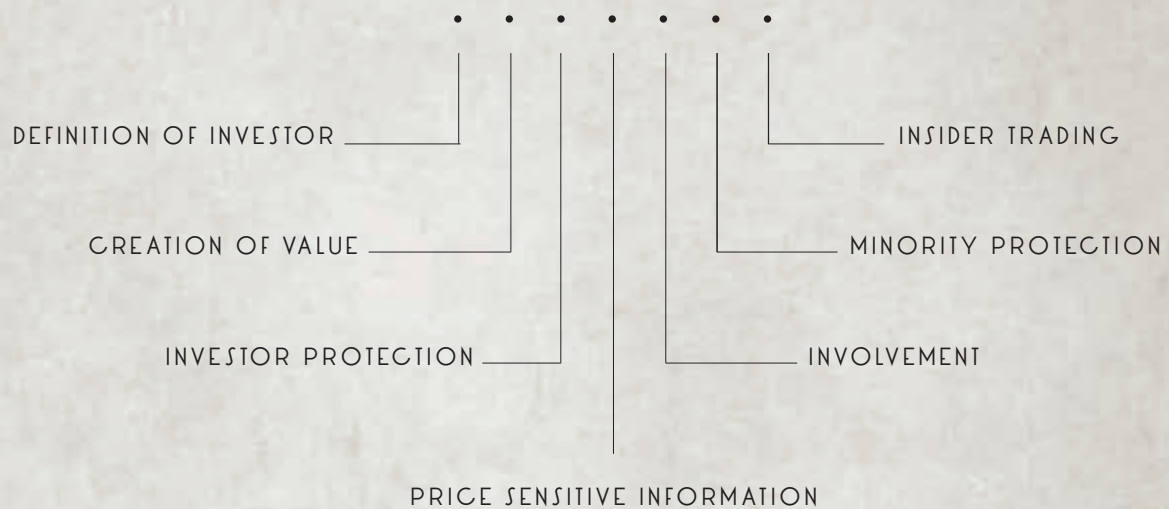 DEFINITION OF INVESTOR
INSIDER TRADING
CREATION OF VALUE
MINORITY PROTECTION
INVESTOR PROTECTION
INVOLVEMENT
PRICE SENSITIVE INFORMATION